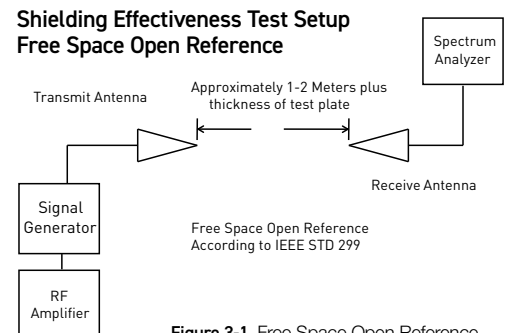 Shielding Effectiveness Test Setup
Free Space Open Reference
Spectrum
Analyzer
Approximately 1-2 Meters plus
thickness of test plate
Transmit Antenna
Receive Antenna
Signal
Generator
Free Space Open Reference
According to IEEE STD 299
RF
Amplifier
Figure 3-1. Free Space Open Reference